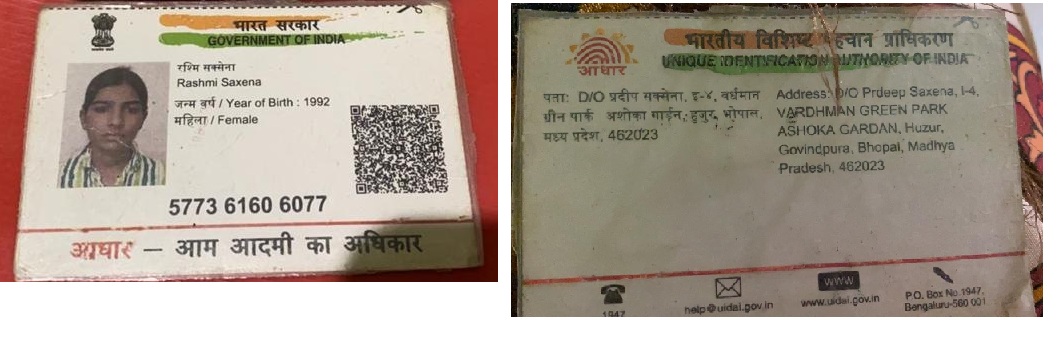 भारत सरकार
GOVERNMENT OF INDIA
रश्मि सक्सेना
Rashmi Saxena
जन्म वर्ष / Year of Birth : 1992
महिला / Female
5773 6160 6077
आधार — आम आदमी का अधिकार
भारतीय विशिष्ट पहचान प्राधिकरण
UNIQUE IDENTIFICATION AUTHORITY OF INDIA
आधार
पता: D/O प्रदीप सक्सेना, इ-४, वर्धमान
ग्रीन पार्क अशोका गार्डन, हुजुर, भोपाल,
मध्य प्रदेश, 462023
Address: D/O Prdeep Saxena, I-4,
VARDHMAN GREEN PARK
ASHOKA GARDAN, Huzur,
Govindpura, Bhopal, Madhya
Pradesh, 462023
1947
help@uidai.gov.in
www
www.uidai.gov.in
P.O. Box No.1947,
Bengaluru-560 001